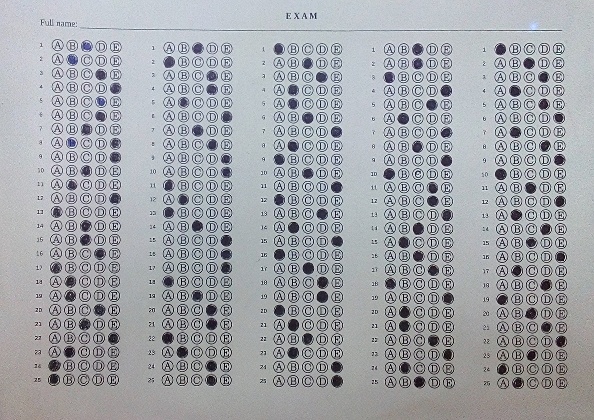 EXAM
Full name:
1 A B D E 1 A B D E 1 B C D E 1 A B D E 1 B C D E
2 A C D E 2 B C D E 2 A B D E 2 A B D E 2 A B D E
3 A B C E 3 A B C E 3 A B C E 3 B C D E 3 A B C E
4 A B C D 4 A B C E 4 A C D E 4 A B C D 4 A C D E
5 A B C E 5 A C D E 5 A C D E 5 A B C E 5 A B C E
6 A B C E 6 A B C D 6 A B D E 6 A C D E 6 A B C D
7 A B D E 7 A B D E 7 A B C D 7 A B C D 7 A C D E
8 A C D 8 A B C E 8 A C D E 8 A B D E 8 A B C E
9 A B C D 9 A B C D 9 B C D E 9 A B C D 9 A B C D
10 A B D E 10 A B C D 10 A B D E 10 B C D E 10 B C D E
11 A C D E 11 B C D E 11 A B C D 11 A B C E 11 A B D E
12 A B C D 12 A C D E 12 B C D E 12 A B C E 12 A B C D
13 B C D E 13 B C D E 13 A B C E 13 A B C D 13 A C D E
14 A B D E 14 A B D E 14 A C D E 14 A B D E 14 A B C E
15 A B D E 15 A B C D 15 A B C D 15 A C D E 15 A B D E
16 A B C E 16 A B C D 16 B C D E 16 A B D E 16 A B C D
17 B C D E 17 A B C D 17 A B D E 17 A B C E 17 A C D E
18 A C D E 18 B C D E 18 A B C E 18 B C D E 18 A B C E
19 A C D E 19 A B D E 19 A B C E 19 A B C D 19 B C D E
20 A B C E 20 A B C E 20 B C D E 20 A C D E 20 A B D E
21 A B D E 21 A B C E 21 A C D E 21 A C D E 21 A B C E
22 A B C D 22 B C D E 22 A B D E 22 A B C E 22 A B C D
23 A C D E 23 A C D E 23 A C D E 23 A B C D 23 A B D E
24 B C D E 24 A B C E 24 A B C D 24 A C D E 24 A C D E
25 B C D E 25 A B C E 25 A B C D 25 A B D E 25 A C D E